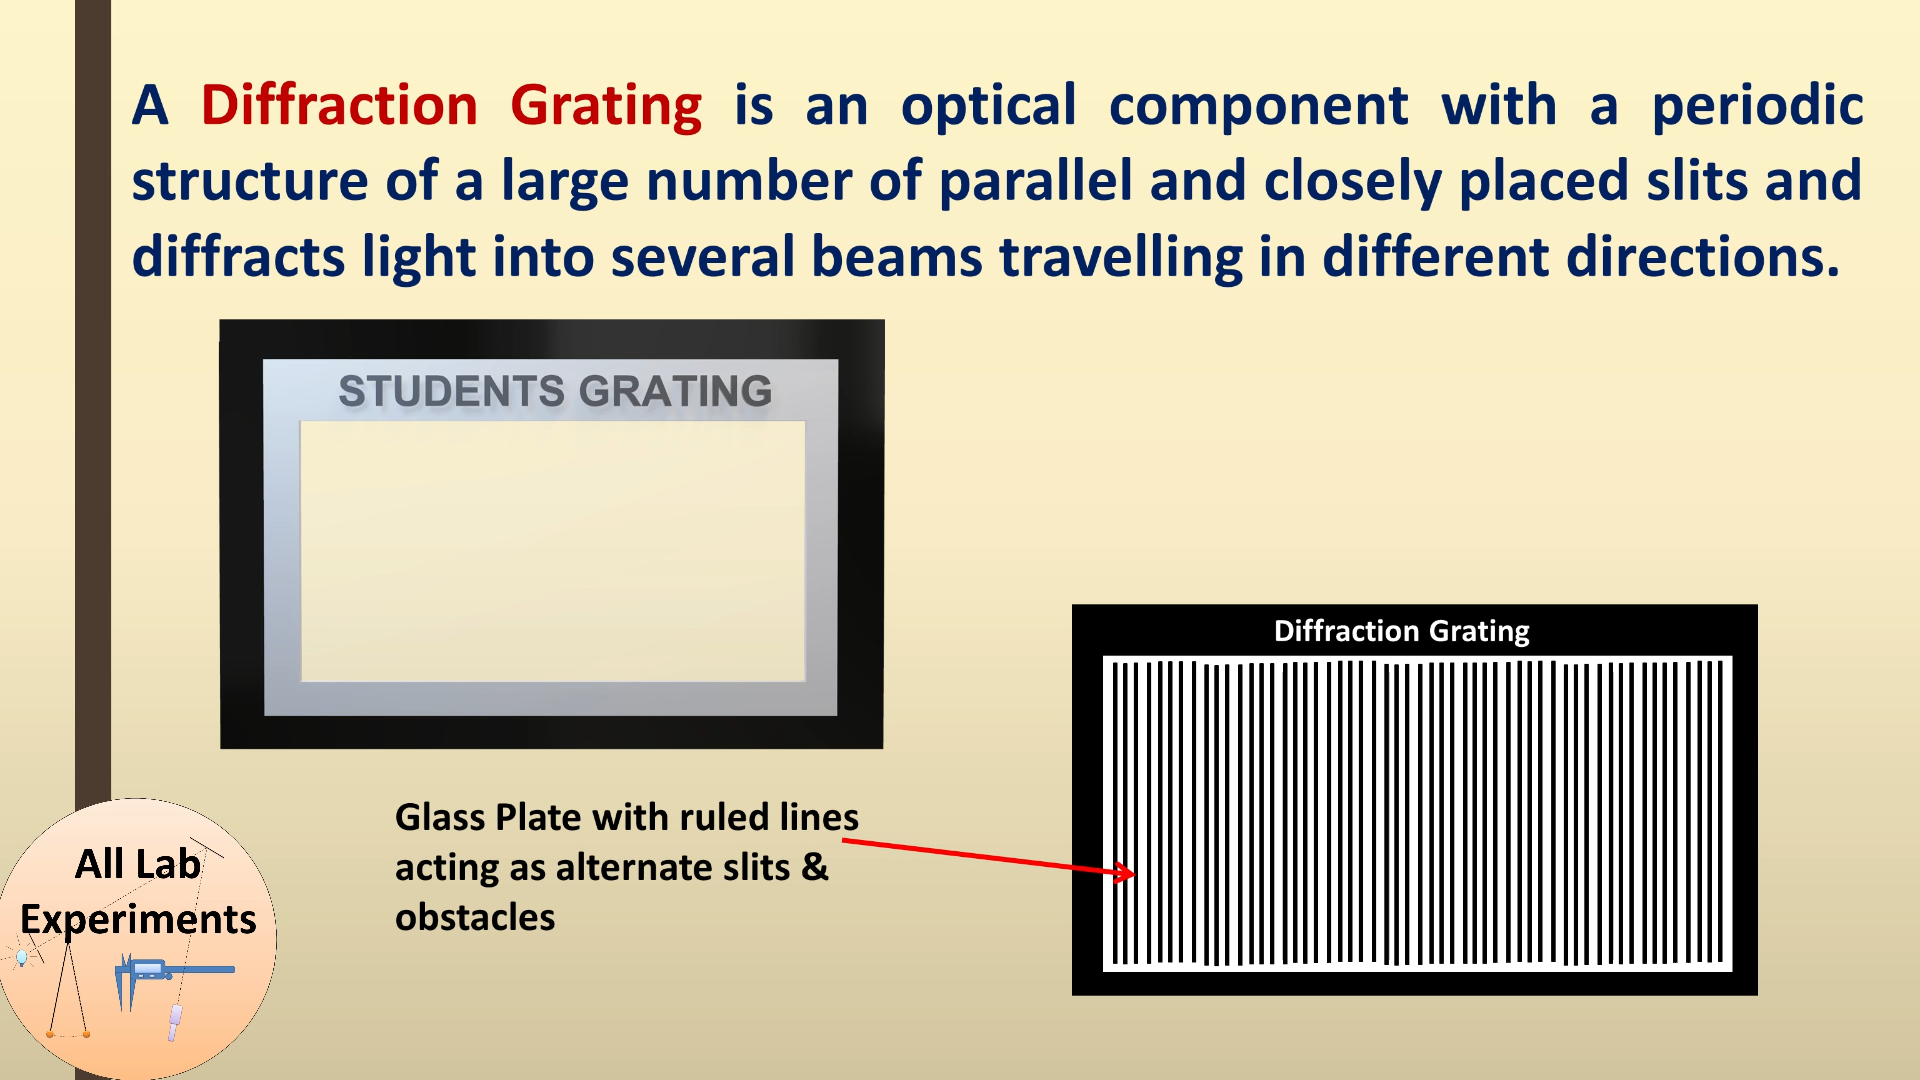 A Diffraction Grating is an optical component with a periodic
structure of a large number of parallel and closely placed slits and
diffracts light into several beams travelling in different directions.
STUDENTS GRATING
Diffraction Grating
Glass Plate with ruled lines
acting as alternate slits &
obstacles
All Lab
Experiments